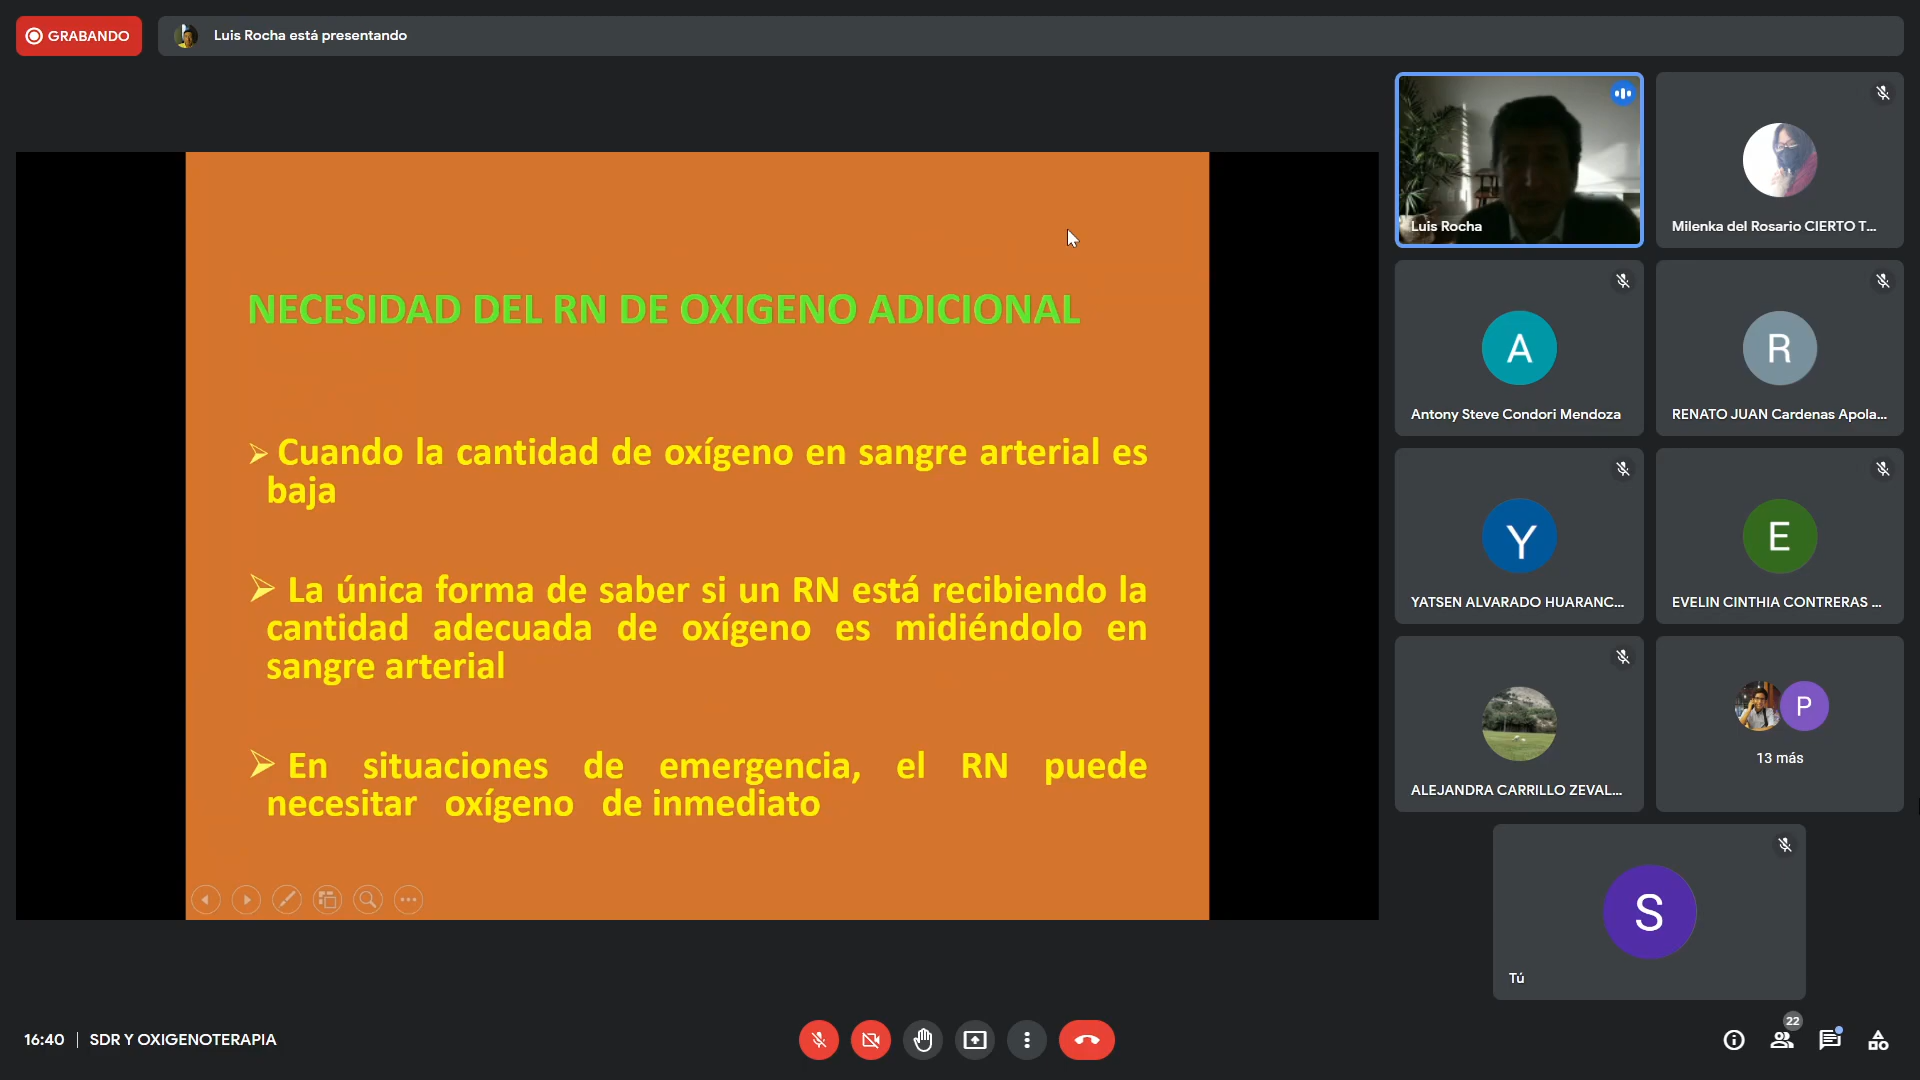 GRABANDO
Luis Rocha está presentando
NECESIDAD DEL RN DE OXIGENO ADICIONAL
➢ Cuando la cantidad de oxígeno en sangre arterial es
baja
➢ La única forma de saber si un RN está recibiendo la
cantidad adecuada de oxígeno es midiéndolo en
sangre arterial
➢ En situaciones de emergencia, el RN puede
necesitar oxígeno de inmediato
Luis Rocha
Milenka del Rosario CIERTO T...
A
Antony Steve Condori Mendoza
R
RENATO JUAN Cardenas Apola...
Y
YATSEN ALVARADO HUARANC...
E
EVELIN CINTHIA CONTRERAS ...
ALEJANDRA CARRILLO ZEVAL...
P
13 más
S
Tú
16:40 | SDR Y OXIGENOTERAPIA
22